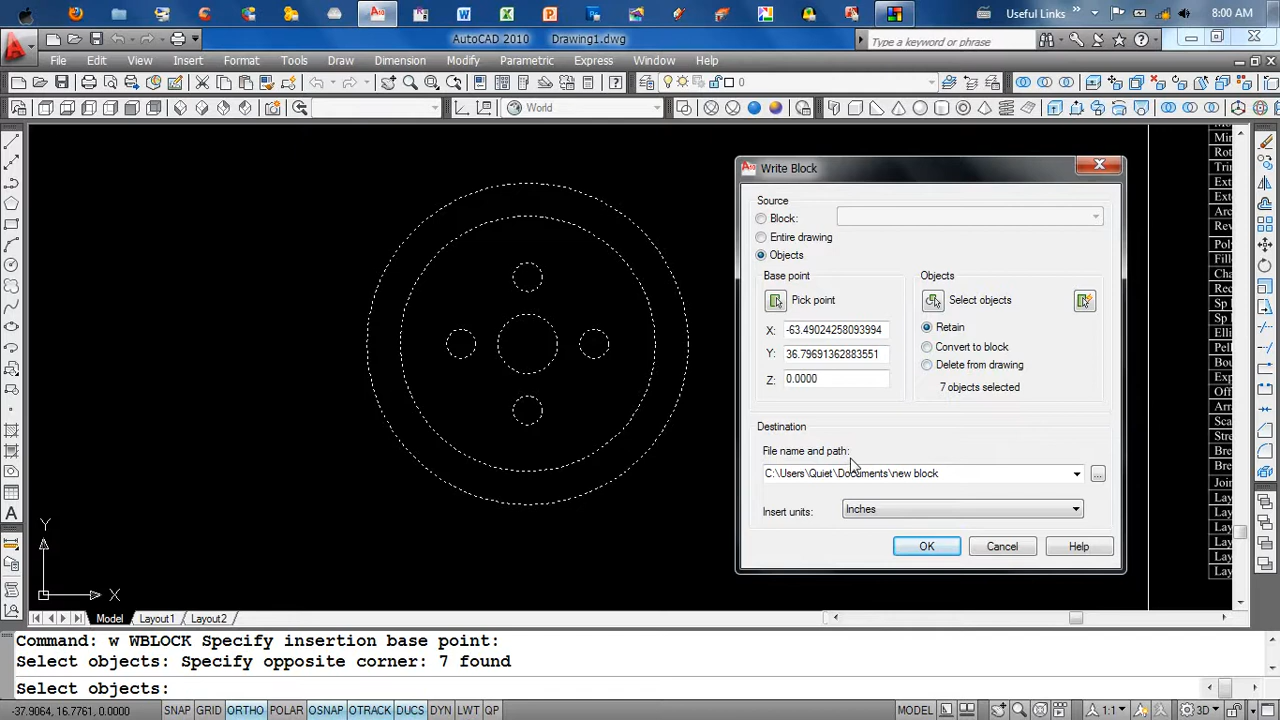 Useful Links
8:00 AM
AutoCAD 2010 Drawing1.dwg
Type a keyword or phrase
File Edit View Insert Format Tools Draw Dimension Modify Parametric Express Window Help
0
World
Write Block
Source
Block:
Entire drawing
Objects
Base point
Objects
Pick point
Select objects
X: -63.49024258093994
Retain
Y: 36.79691362883551
Convert to block
Z: 0.0000
Delete from drawing
7 objects selected
Destination
File name and path:
C:\Users\Quiet\Documents\new block
Insert units: Inches
OK Cancel Help
Y
X
Model Layout1 Layout2
Command: w WBLOCK Specify insertion base point:
Select objects: Specify opposite corner: 7 found
Select objects:
-37.9064, 16.7761, 0.0000 SNAP GRID ORTHO POLAR OSNAP OTRACK DUCS DYN LWT QP MODEL 1:1 3D